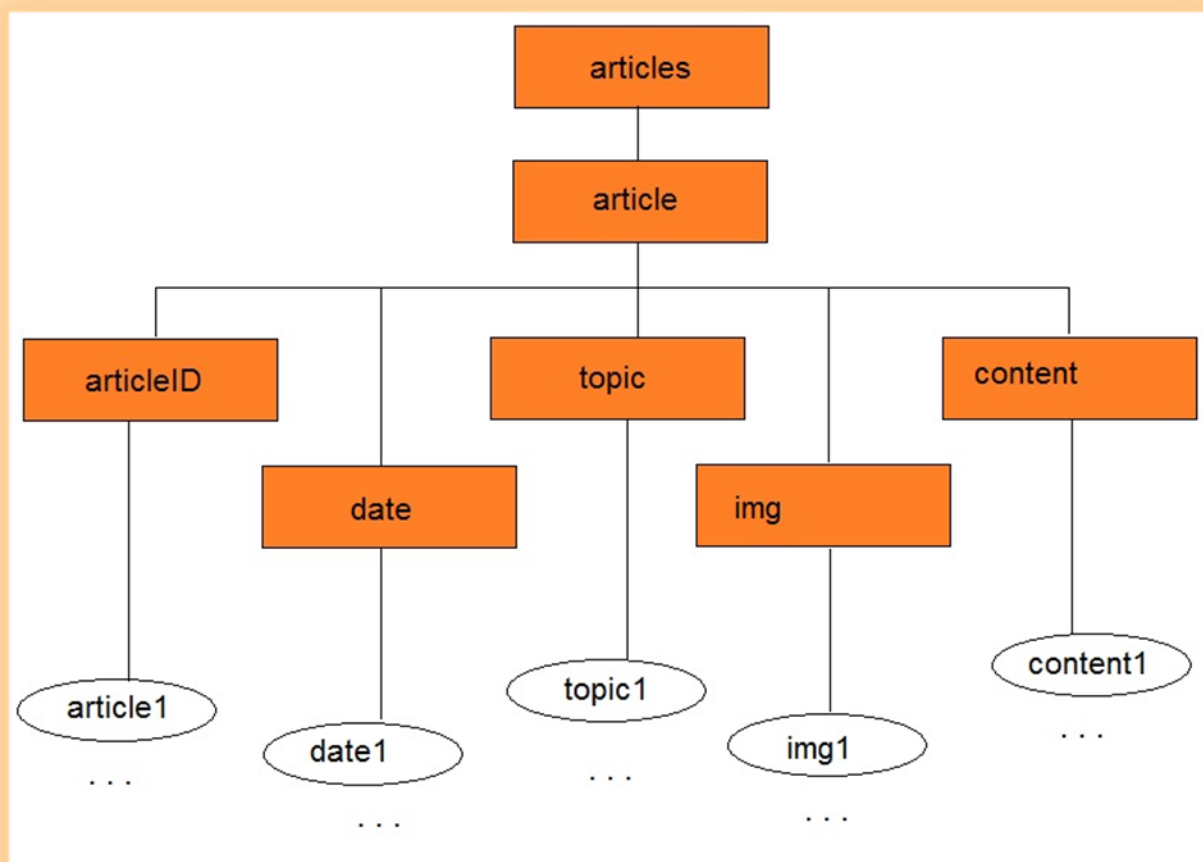 articles
article
articleID
topic
content
date
img
article1
topic1
content1
date1
img1
. . .
. . .
. . .
. . .
. . .